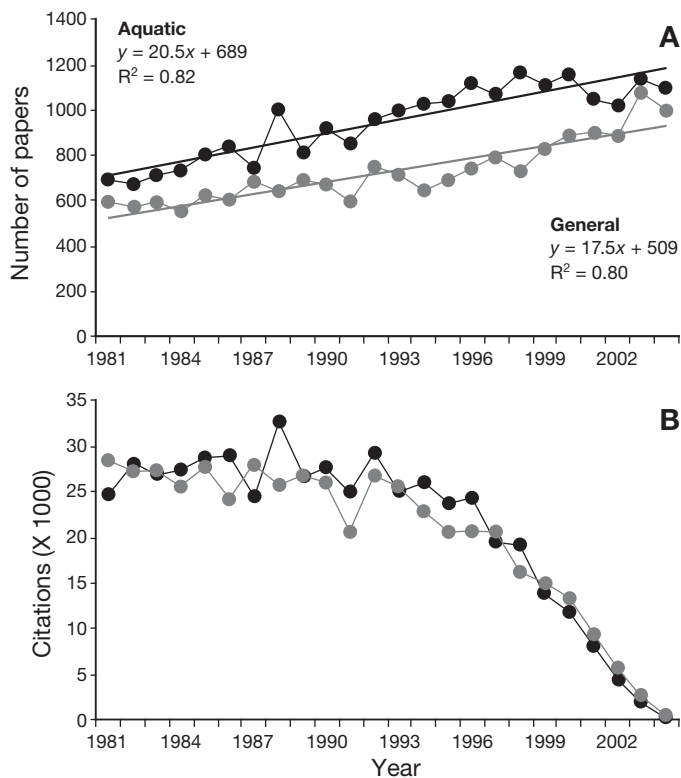 A
Aquatic
y = 20.5x + 689
R² = 0.82
General
y = 17.5x + 509
R² = 0.80
Number of papers
1400
1200
1000
800
600
400
200
0
1981 1984 1987 1990 1993 1996 1999 2002
B
Citations (X 1000)
35
30
25
20
15
10
5
0
1981 1984 1987 1990 1993 1996 1999 2002
Year